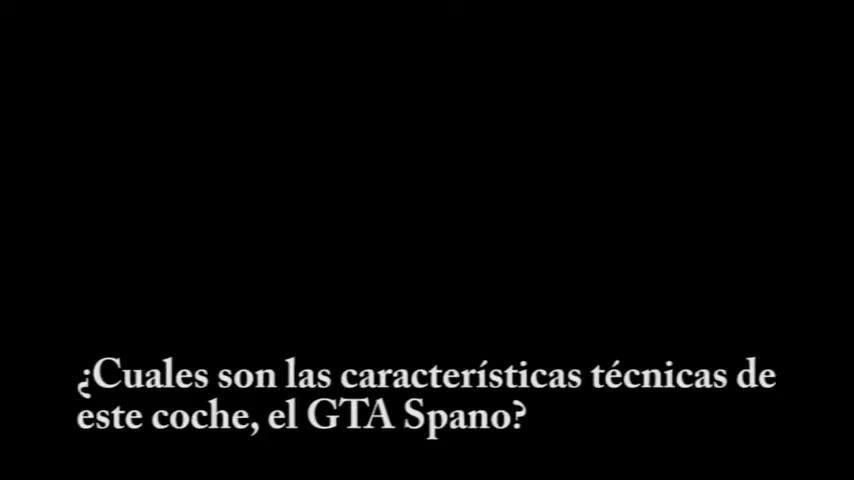 ¿Cuales son las características técnicas de
este coche, el GTA Spano?